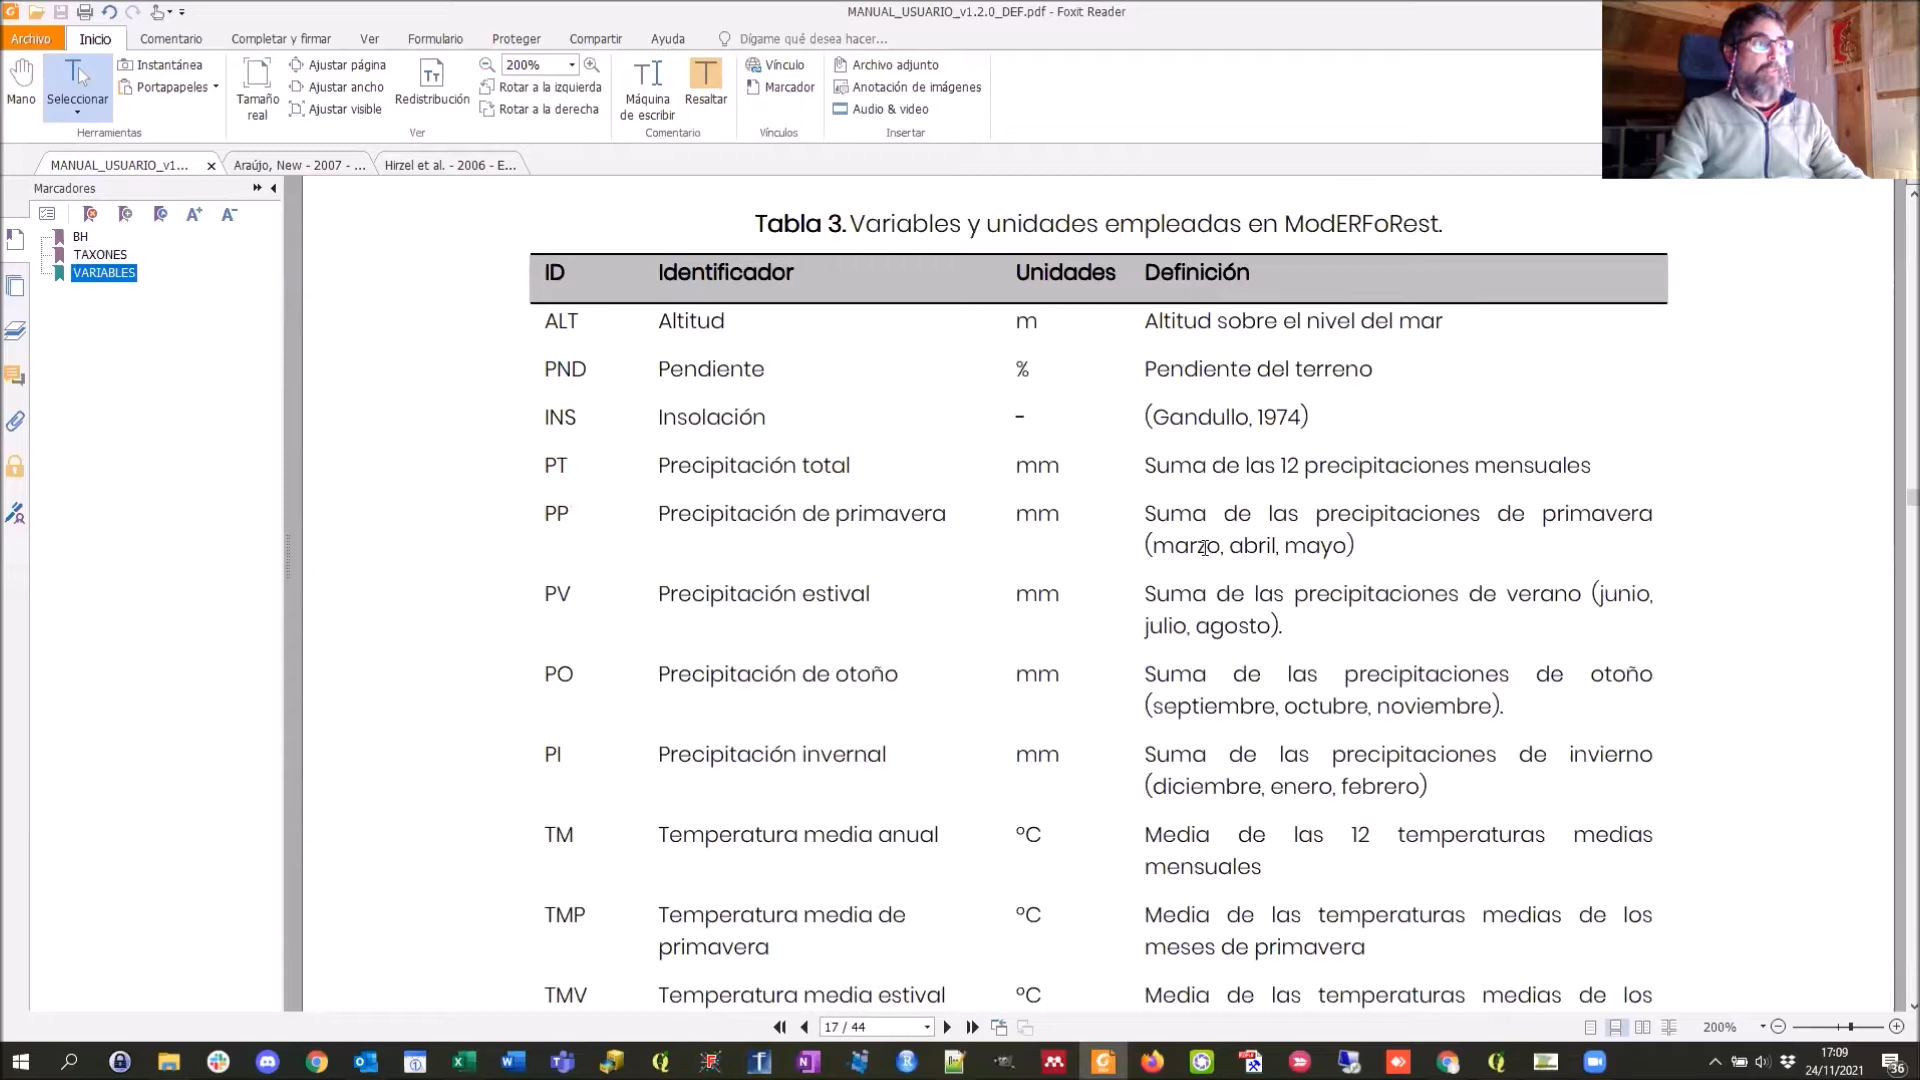 MANUAL_USUARIO_v1.2.0_DEF.pdf - Foxit Reader
Archivo Inicio Comentario Completar y firmar Ver Formulario Proteger Compartir Ayuda Dígame qué desea hacer...
Mano
Seleccionar
Instantánea
Portapapeles
Herramientas
Tamaño real
Ajustar página
Ajustar ancho
Ajustar visible
Redistribución
200%
Rotar a la izquierda
Rotar a la derecha
Ver
Máquina de escribir
Resaltar
Comentario
Vínculo
Marcador
Vínculos
Archivo adjunto
Anotación de imágenes
Audio & video
Insertar
MANUAL_USUARIO_v1... Araújo, New - 2007 - ... Hirzel et al. - 2006 - E...
Marcadores
BH
TAXONES
VARIABLES
Tabla 3. Variables y unidades empleadas en ModERFoRest.
ID Identificador Unidades Definición
ALT Altitud m Altitud sobre el nivel del mar
PND Pendiente % Pendiente del terreno
INS Insolación - (Gandullo, 1974)
PT Precipitación total mm Suma de las 12 precipitaciones mensuales
PP Precipitación de primavera mm Suma de las precipitaciones de primavera
(marzo, abril, mayo)
PV Precipitación estival mm Suma de las precipitaciones de verano (junio,
julio, agosto).
PO Precipitación de otoño mm Suma de las precipitaciones de otoño
(septiembre, octubre, noviembre).
PI Precipitación invernal mm Suma de las precipitaciones de invierno
(diciembre, enero, febrero)
TM Temperatura media anual ºC Media de las 12 temperaturas medias
mensuales
TMP Temperatura media de ºC Media de las temperaturas medias de los
primavera meses de primavera
TMV Temperatura media estival ºC Media de las temperaturas medias de los
17 / 44
200%
17:09
24/11/2021
36